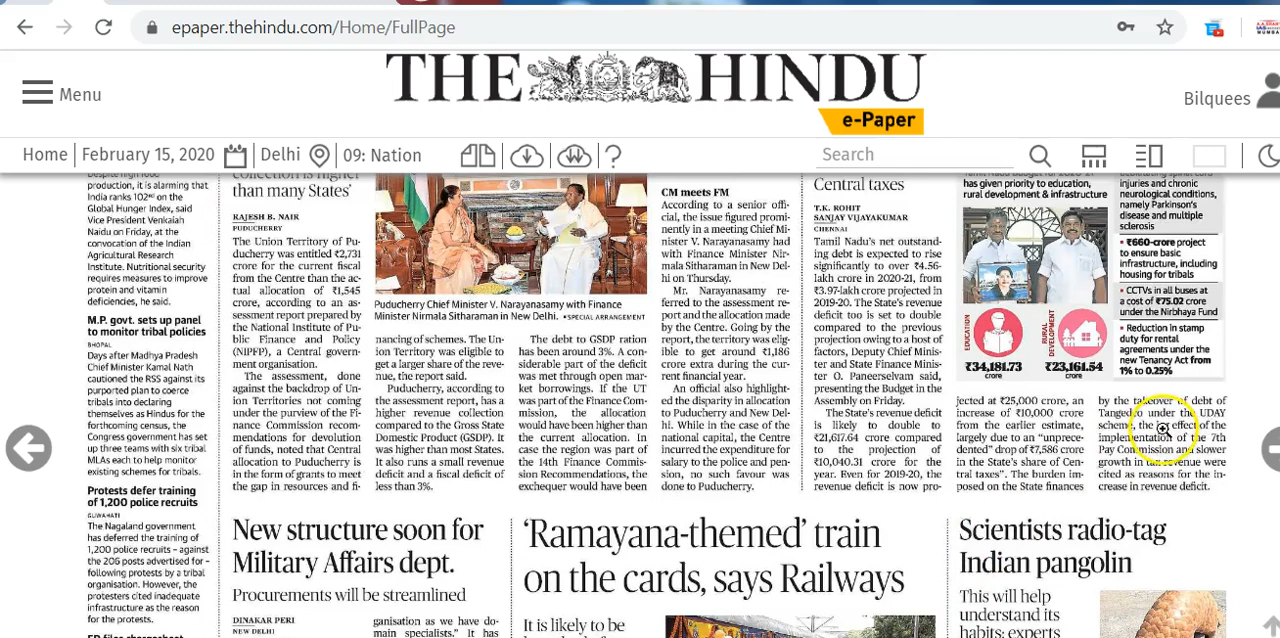 epaper.thehindu.com/Home/FullPage
THE HINDU
e-Paper
Menu
Bilquees
Home
February 15, 2020
Delhi
09: Nation
?
Search
production, it is alarming that
India ranks 102nd on the
Global Hunger Index, said
Vice President Venkaiah
Naidu on Friday, at the
convocation of the Indian
Agricultural Research
Institute. Nutritional security
requires measures to improve
protein and vitamin
deficiencies, he said.
M.P. govt. sets up panel
to monitor tribal policies
BHOPAL
Days after Madhya Pradesh
Chief Minister Kamal Nath
cautioned the RSS against its
purported plan to coerce
tribals into declaring
themselves as Hindus for the
forthcoming census, the
Congress government has set
up three teams with six tribal
MLAs each to help monitor
existing schemes for tribals.
Protests defer training
of 1,200 police recruits
GUWAHATI
The Nagaland government
has deferred the training of
1,200 police recruits – against
the 206 posts advertised for –
following protests by a tribal
organisation. However, the
protesters cited inadequate
infrastructure as the reason
for the protests.
collection is higher
than many States'
RAJESH B. NAIR
PUDUCHERRY
The Union Territory of Pu-
ducherry was entitled ₹2,731
crore for the current fiscal
from the Centre than the ac-
tual allocation of ₹1,545
crore, according to an as-
sessment report prepared by
the National Institute of Pu-
blic Finance and Policy
(NIPFP), a Central govern-
ment organisation.
The assessment, done
against the backdrop of Un-
ion Territories not coming
under the purview of the Fi-
nance Commission recom-
mendations for devolution
of funds, noted that Central
allocation to Puducherry is
in the form of grants to meet
the gap in resources and fi-
Puducherry Chief Minister V. Narayanasamy with Finance
Minister Nirmala Sitharaman in New Delhi. •SPECIAL ARRANGEMENT
nancing of schemes. The Un-
ion Territory was eligible to
get a larger share of the reve-
nue, the report said.
Puducherry, according to
the assessment report, has a
higher revenue collection
compared to the Gross State
Domestic Product (GSDP). It
was higher than most States.
It also runs a small revenue
deficit and a fiscal deficit of
less than 3%.
The debt to GSDP ration
has been around 3%. A con-
siderable part of the deficit
was met through open mar-
ket borrowings. If the UT
was part of the Finance Com-
mission, the allocation
would have been higher than
the current allocation. In
case the region was part of
the 14th Finance Commis-
sion Recommendations, the
exchequer would have been
CM meets FM
According to a senior offi-
cial, the issue figured promi-
nently in a meeting Chief Mi-
nister V. Narayanasamy had
with Finance Minister Nir-
mala Sitharaman in New Del-
hi on Thursday.
Mr. Narayanasamy re-
ferred to the assessment re-
port and the allocation made
by the Centre. Going by the
report, the territory was elig-
ible to get around ₹1,186
crore extra during the cur-
rent financial year.
An official also highlight-
ed the disparity in allocation
to Puducherry and New Del-
hi. While in the case of the
national capital, the Centre
incurred the expenditure for
salary to the police and pen-
sion, no such favour was
done to Puducherry.
Central taxes
T.K. ROHIT
SANJAY VIJAYAKUMAR
CHENNAI
Tamil Nadu's net outstand-
ing debt is expected to rise
significantly to over ₹4.56-
lakh crore in 2020-21, from
₹3.97-lakh crore projected in
2019-20. The State's revenue
deficit too is set to double
compared to the previous
projection owing to a host of
factors, Deputy Chief Minis-
ter and State Finance Minis-
ter O. Panneerselvam said,
presenting the Budget in the
Assembly on Friday.
The State's revenue deficit
is likely to double to
₹21,617.64 crore compared
to the projection of
₹10,040.31 crore for the
year. Even for 2019-20, the
revenue deficit is now pro-
has given priority to education,
rural development & infrastructure
EDUCATION
RURAL
DEVELOPMENT
₹34,181.73
crore
₹23,161.54
crore
injuries and chronic
neurological conditions,
namely Parkinson's
disease and multiple
sclerosis
• ₹660-crore project
to ensure basic
infrastructure, including
housing for tribals
• CCTVs in all buses at
a cost of ₹75.02 crore
under the Nirbhaya Fund
• Reduction in stamp
duty for rental
agreements under the
new Tenancy Act from
1% to 0.25%
jected at ₹25,000 crore, an
increase of ₹10,000 crore
from the earlier estimate,
largely due to an “unprece-
dented” drop of ₹7,586 crore
in the State's share of Cen-
tral taxes”. The burden im-
posed on the State finances
by the takeover of debt of
Tangedco under the UDAY
scheme, the full effect of the
implementation of the 7th
Pay Commission and slower
growth in tax revenue were
cited as reasons for the in-
crease in revenue deficit.
New structure soon for
Military Affairs dept.
Procurements will be streamlined
DINAKAR PERI
NEW DELHI
ganisation as we have do-
main specialists.” It has
'Ramayana-themed' train
on the cards, says Railways
It is likely to be
Scientists radio-tag
Indian pangolin
This will help
understand its
habits: experts